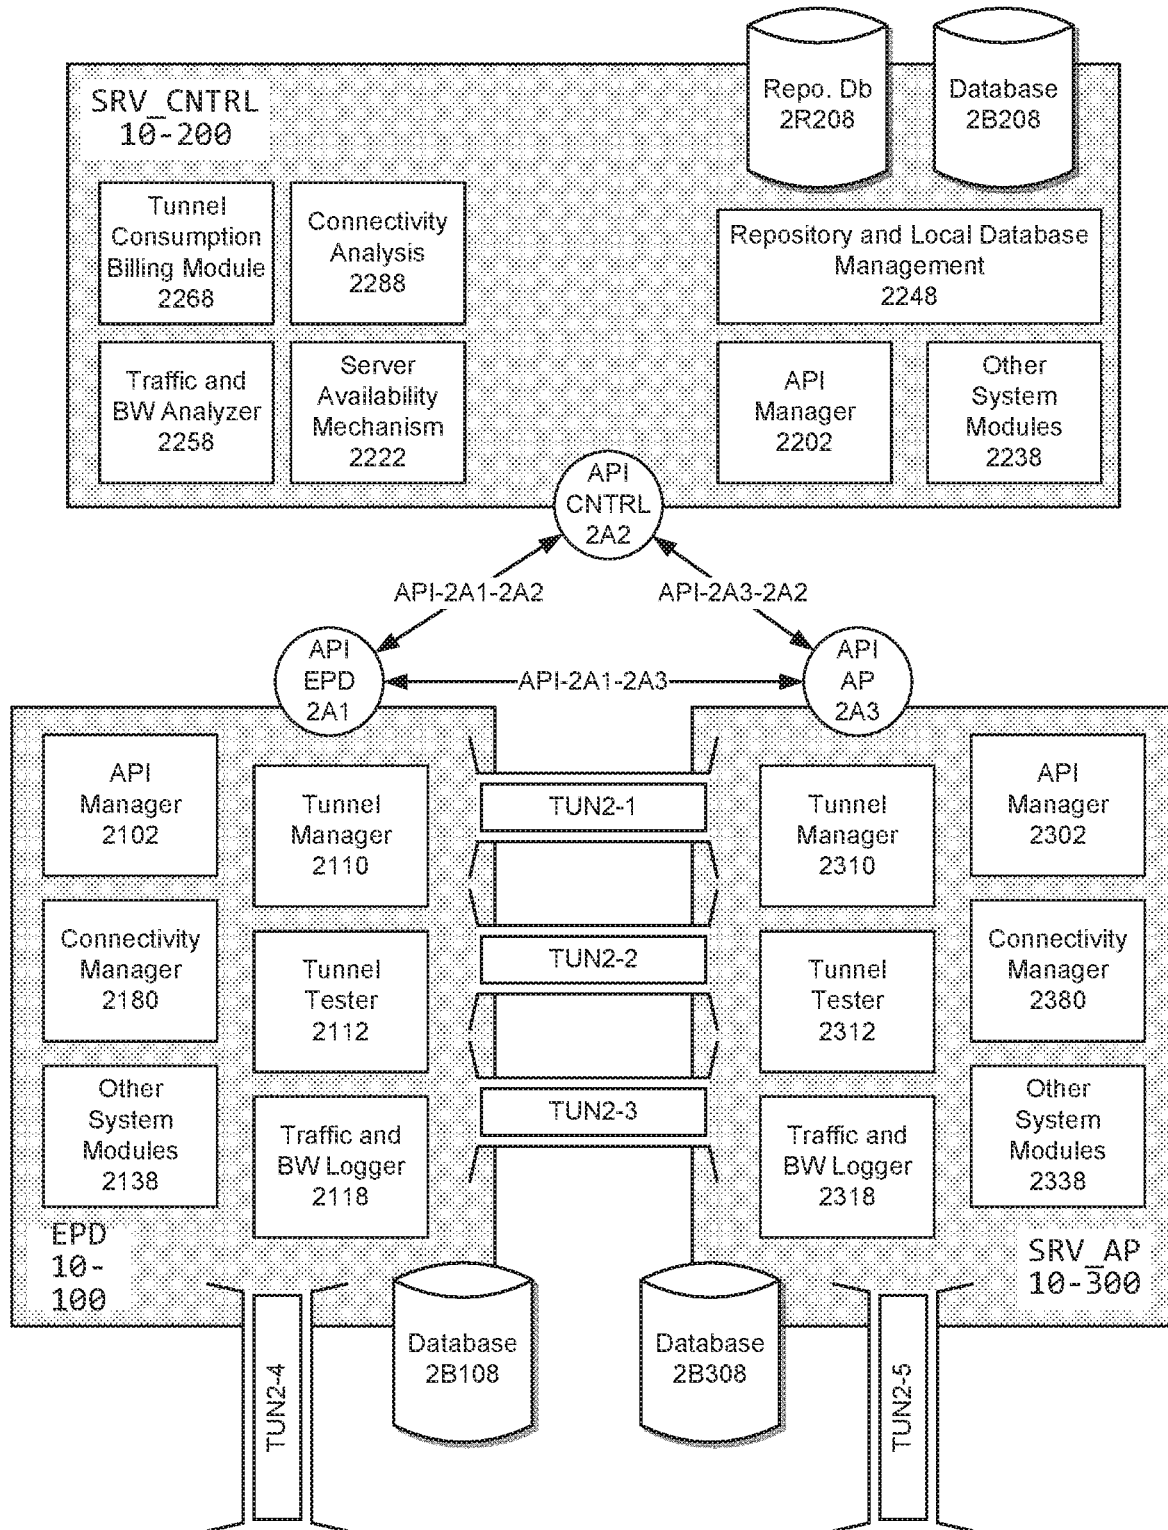 Repo. Db
2R208
Database
2B208
SRV_CNTRL
10-200
Tunnel
Consumption
Billing Module
2268
Connectivity
Analysis
2288
Repository and Local Database
Management
2248
Traffic and
BW Analyzer
2258
Server
Availability
Mechanism
2222
API
Manager
2202
Other
System
Modules
2238
API
CNTRL
2A2
API-2A1-2A2
API-2A3-2A2
API
EPD
2A1
API-2A1-2A3
API
AP
2A3
API
Manager
2102
Tunnel
Manager
2110
TUN2-1
Tunnel
Manager
2310
API
Manager
2302
Connectivity
Manager
2180
Tunnel
Tester
2112
TUN2-2
Tunnel
Tester
2312
Connectivity
Manager
2380
Other
System
Modules
2138
Traffic and
BW Logger
2118
TUN2-3
Traffic and
BW Logger
2318
Other
System
Modules
2338
EPD
10-
100
SRV_AP
10-300
TUN2-4
Database
2B108
Database
2B308
TUN2-5